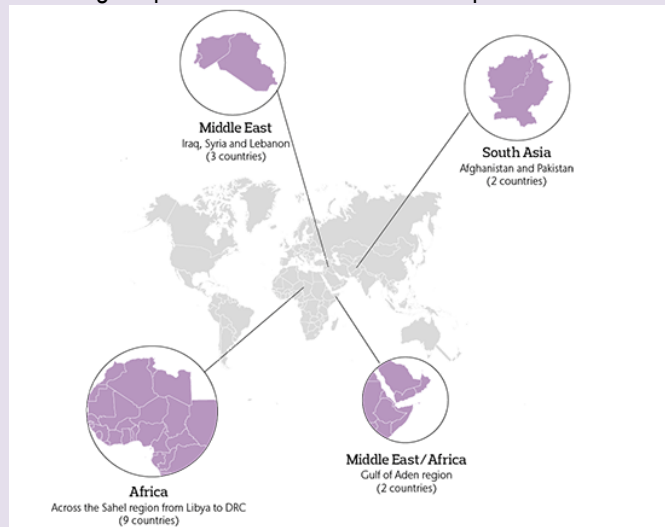 Middle East
Iraq, Syria and Lebanon
(3 countries)
South Asia
Afghanistan and Pakistan
(2 countries)
Africa
Across the Sahel region from Libya to DRC
(9 countries)
Middle East/Africa
Gulf of Aden region
(2 countries)